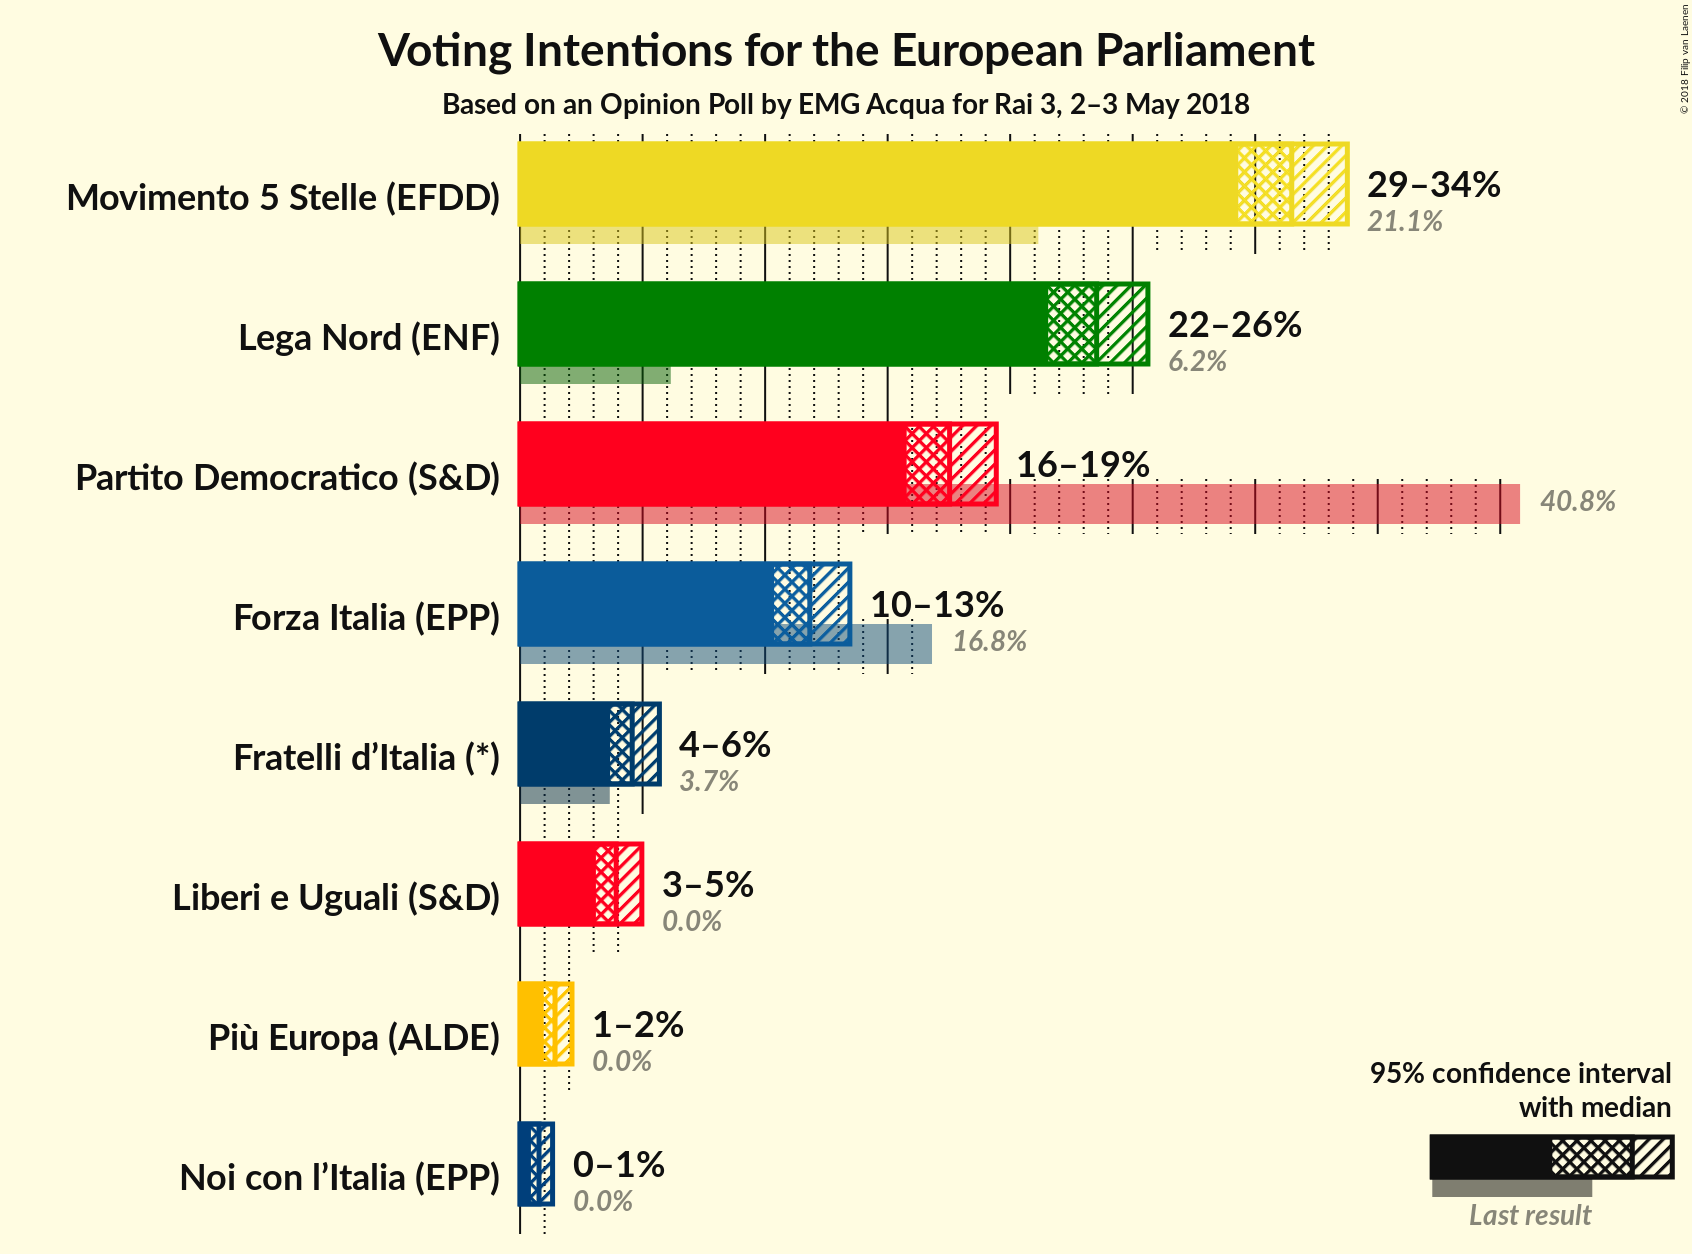 Voting Intentions for the European Parliament
Based on an Opinion Poll by EMG Acqua for Rai 3, 2–3 May 2018
© 2018 Filip van Laenen
Movimento 5 Stelle (EFDD)
29–34%
21.1%
Lega Nord (ENF)
22–26%
6.2%
Partito Democratico (S&D)
16–19%
40.8%
Forza Italia (EPP)
10–13%
16.8%
Fratelli d’Italia (*)
4–6%
3.7%
Liberi e Uguali (S&D)
3–5%
0.0%
Più Europa (ALDE)
1–2%
0.0%
Noi con l’Italia (EPP)
0–1%
0.0%
95% confidence interval
with median
Last result